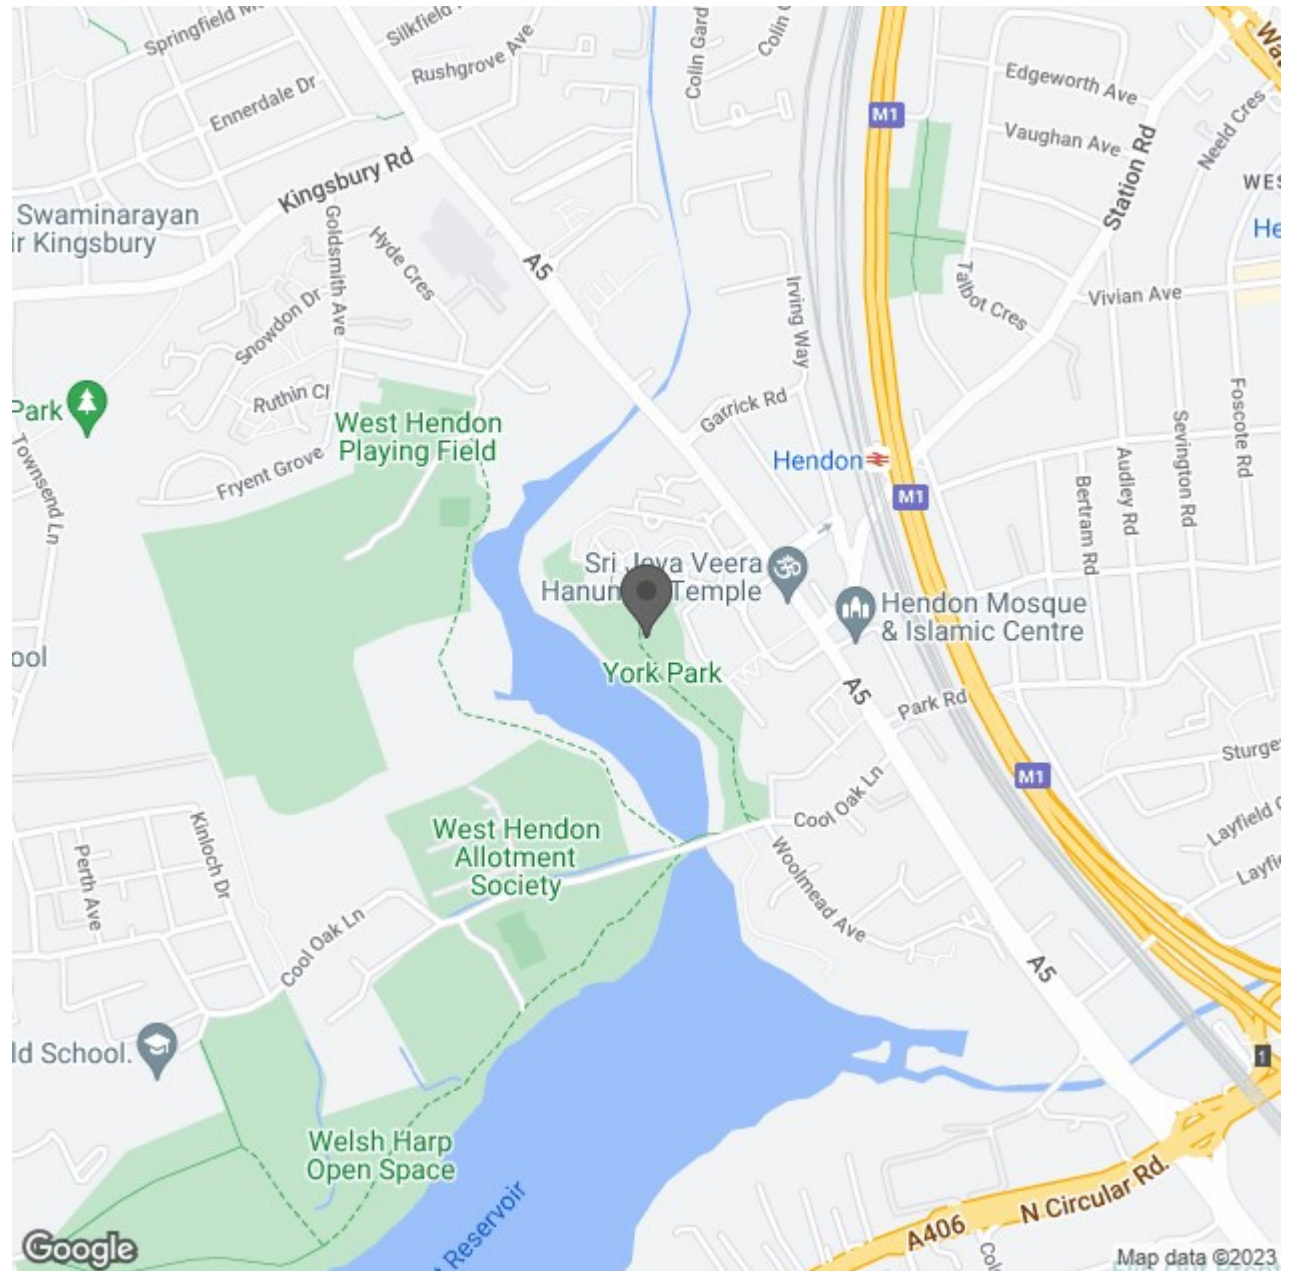 Springfield M
Silkfield
Rushgrove Ave
Colin Gard
Colin
Wa
Ennerdale Dr
Edgeworth Ave
M1
Vaughan Ave
Neeld Cres
Station Rd
Kingsbury Rd
WES
Swaminarayan
ir Kingsbury
Goldsmith Ave
Hyde Cres
A5
He
Talbot Cres
Vivian Ave
Irving Way
Snowdon Dr
Ruthin Cl
Park
West Hendon
Playing Field
Garrick Rd
Foscote Rd
Sevington Rd
Townsend Ln
Fryent Grove
Hendon
M1
Audley Rd
Bertram Rd
Sri Jeya Veera
Temple
Hendon Mosque
& Islamic Centre
ool
York Park
A5
Park Rd
Sturge
M1
Cool Oak Ln
Layfield
Layfie
West Hendon
Allotment
Society
Kinloch Dr
Perth Ave
Woolmead Ave
Cool Oak Ln
A5
ld School.
1
Welsh Harp
Open Space
t Reservoir
A406
N Circular Rd.
Google
Map data ©2023